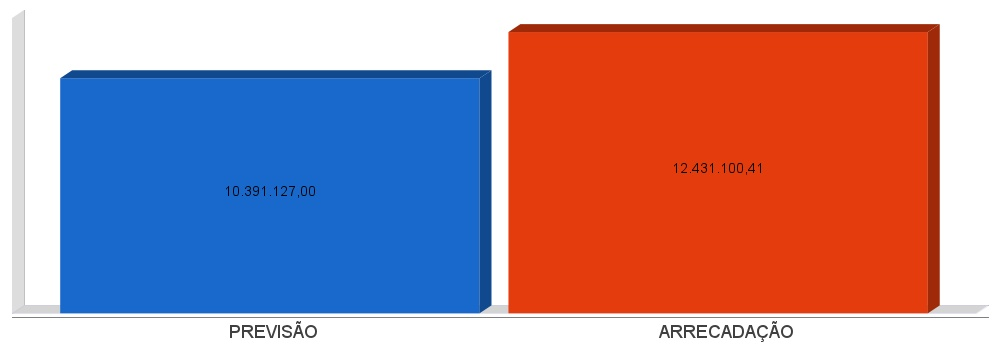 12.431.100,41
10.391.127,00
PREVISÃO
ARRECADAÇÃO